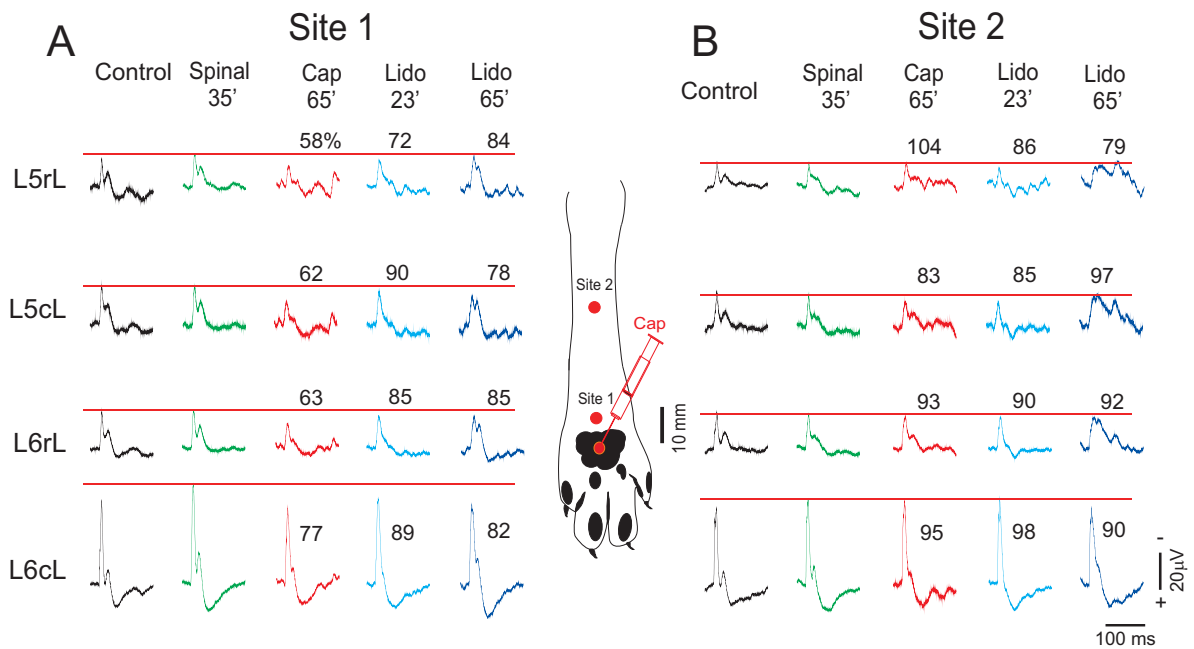 A
Site 1
Control
Spinal
35’
Cap
65’
Lido
23’
Lido
65’
58%
72
84
L5rL
62
90
78
L5cL
63
85
85
L6rL
77
89
82
L6cL
Site 2
Cap
Site 1
10 mm
B
Site 2
Control
Spinal
35’
Cap
65’
Lido
23’
Lido
65’
104
86
79
83
85
97
93
90
92
95
98
90
-
+
20µV
100 ms